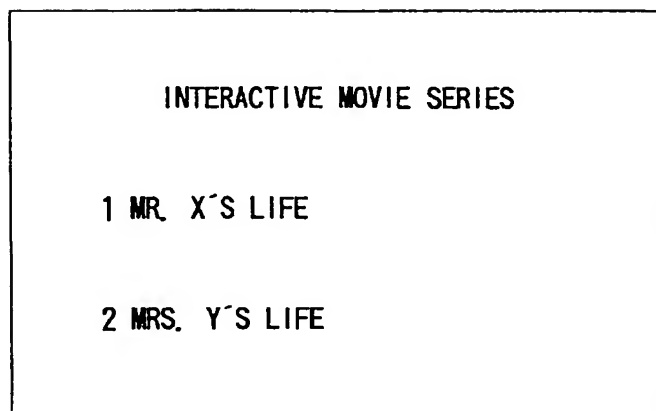 INTERACTIVE MOVIE SERIES
1 MR. X´S LIFE
2 MRS. Y´S LIFE